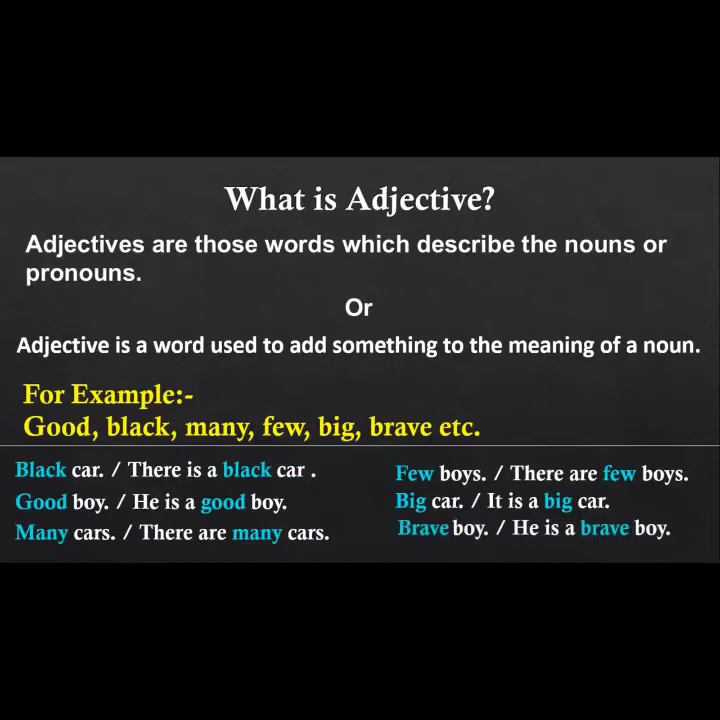 What is Adjective?
Adjectives are those words which describe the nouns or
pronouns.
Or
Adjective is a word used to add something to the meaning of a noun.
For Example:-
Good, black, many, few, big, brave etc.
Black car. / There is a black car .
Good boy. / He is a good boy.
Many cars. / There are many cars.
Few boys. / There are few boys.
Big car. / It is a big car.
Brave boy. / He is a brave boy.